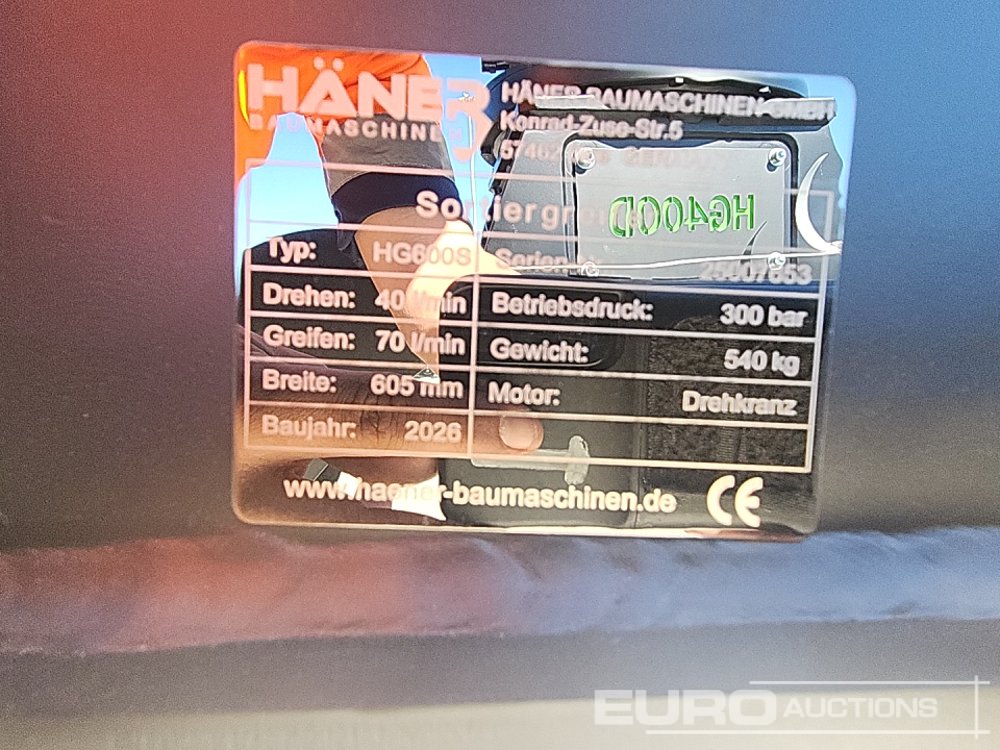 HÄNER
BAUMASCHINEN
HÄNER BAUMASCHINEN GMBH
Konrad-Zuse-Str.5
GERMANY
HG400D
Typ: HG600S
Drehen: 40 l/min Betriebsdruck: 300 bar
Greifen: 70 l/min Gewicht: 540 kg
Breite: 605 mm Motor: Drehkranz
Baujahr: 2026
www.haener-baumaschinen.de CE
EURO AUCTIONS